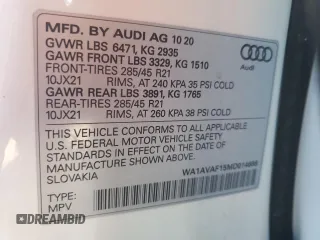 MFD. BY AUDI AG 10 20
GVWR LBS 6471, KG 2935
GAWR FRONT LBS 3329, KG 1510
FRONT-TIRES 285/45 R21
10JX21 RIMS, AT 240 KPA 35 PSI COLD
GAWR REAR LBS 3891, KG 1765
REAR-TIRES 285/45 R21
10JX21 RIMS, AT 260 KPA 38 PSI COLD
THIS VEHICLE CONFORMS TO ALL APPLICABLE
U.S. FEDERAL MOTOR VEHICLE SAFETY
STANDARDS IN EFFECT ON THE
DATE OF MANUFACTURE SHOWN ABOVE.
SLOVAKIA
TYPE:
MPV
Audi
DREAMBID